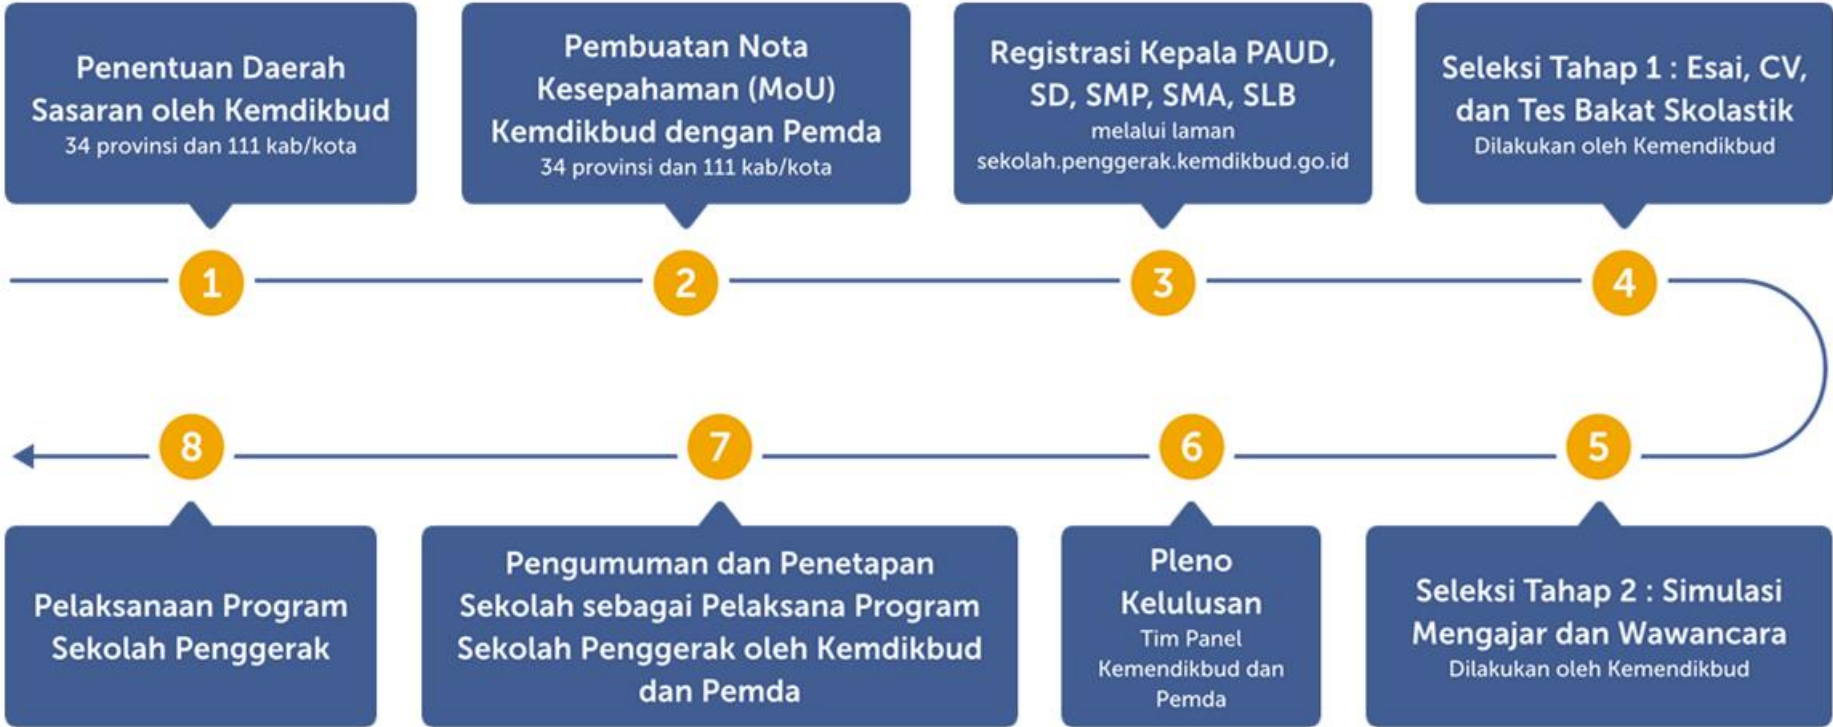 Penentuan Daerah
Sasaran oleh Kemdikbud
34 provinsi dan 111 kab/kota
1
Pembuatan Nota
Kesepahaman (MoU)
Kemdikbud dengan Pemda
34 provinsi dan 111 kab/kota
2
Registrasi Kepala PAUD,
SD, SMP, SMA, SLB
melalui laman
sekolah.penggerak.kemdikbud.go.id
3
Seleksi Tahap 1 : Esai, CV,
dan Tes Bakat Skolastik
Dilakukan oleh Kemendikbud
4
5
Seleksi Tahap 2 : Simulasi
Mengajar dan Wawancara
Dilakukan oleh Kemendikbud
6
Pleno
Kelulusan
Tim Panel
Kemendikbud dan
Pemda
7
Pengumuman dan Penetapan
Sekolah sebagai Pelaksana Program
Sekolah Penggerak oleh Kemdikbud
dan Pemda
8
Pelaksanaan Program
Sekolah Penggerak